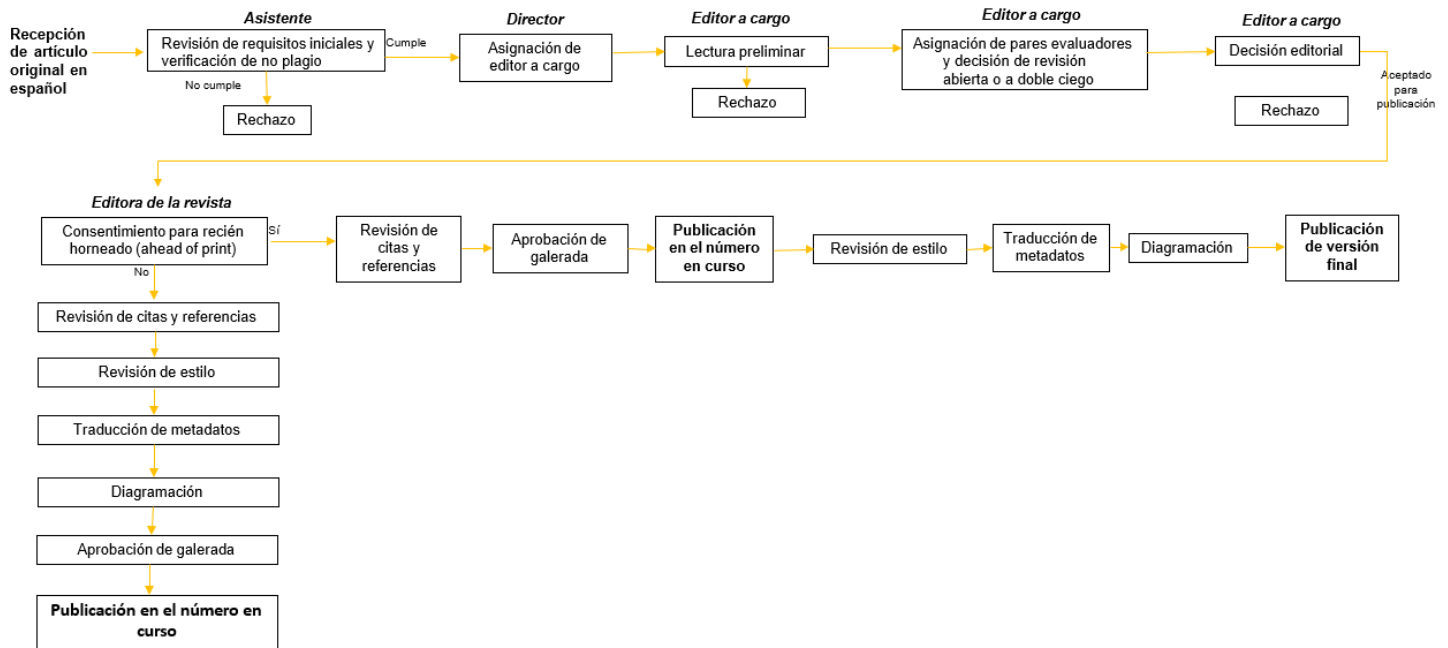 Recepción
de artículo
original en
español
Asistente
Revisión de requisitos iniciales y
verificación de no plagio
Cumple
No cumple
Rechazo
Director
Asignación de
editor a cargo
Editor a cargo
Lectura preliminar
Rechazo
Editor a cargo
Asignación de pares evaluadores
y decisión de revisión
abierta o a doble ciego
Editor a cargo
Decisión editorial
Rechazo
Aceptado
para
publicación
Editora de la revista
Consentimiento para recién
horneado (ahead of print)
Sí
No
Revisión de
citas y
referencias
Aprobación de
galerada
Publicación
en el número
en curso
Revisión de estilo
Traducción de
metadatos
Diagramación
Publicación
de versión
final
Revisión de citas y referencias
Revisión de estilo
Traducción de metadatos
Diagramación
Aprobación de galerada
Publicación en el número en
curso